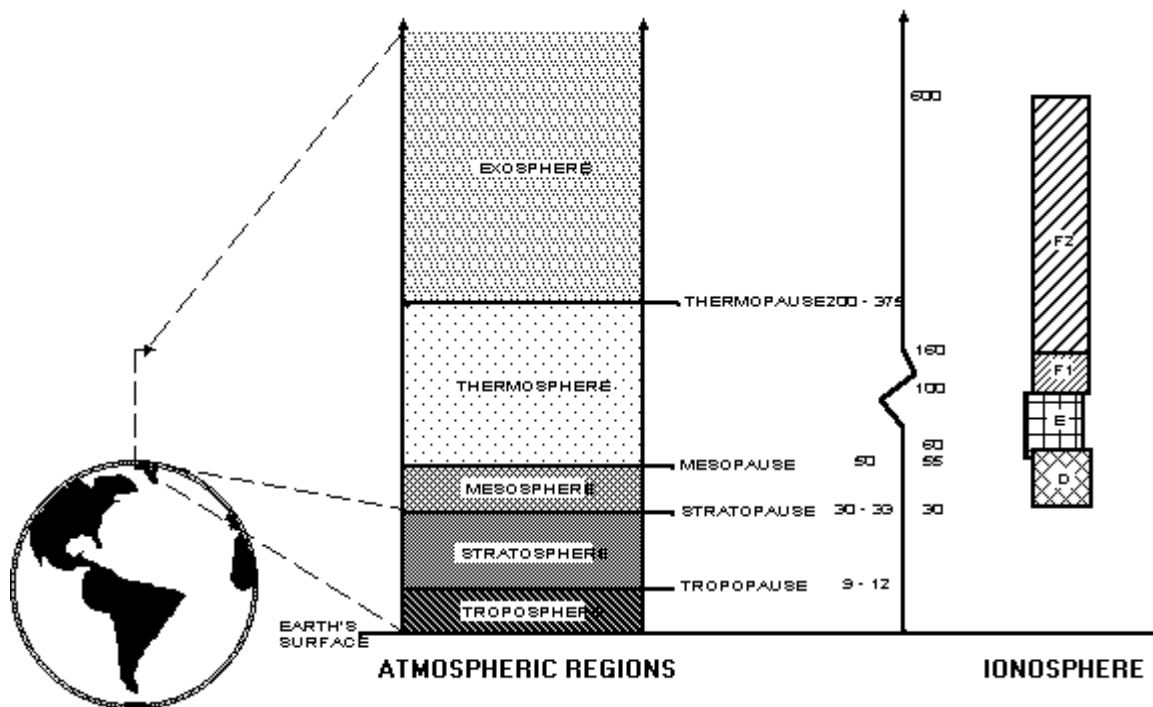 600
EXOSPHERE
F2
THERMOPAUSE 200 - 375
160
F1
THERMOSPHERE
100
E
60
MESOPAUSE 50 55
D
MESOSPHERE
STRATOPAUSE 30 - 33 30
STRATOSPHERE
TROPOPAUSE 9 - 12
TROPOSPHERE
EARTH'S
SURFACE
ATMOSPHERIC REGIONS IONOSPHERE